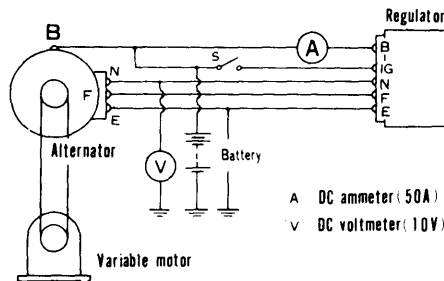 Regulator
B
A
B
S
IG
N
N
F
F
E
E
Alternator
V
Battery
A DC ammeter (50A)
V DC voltmeter (10V)
Variable motor